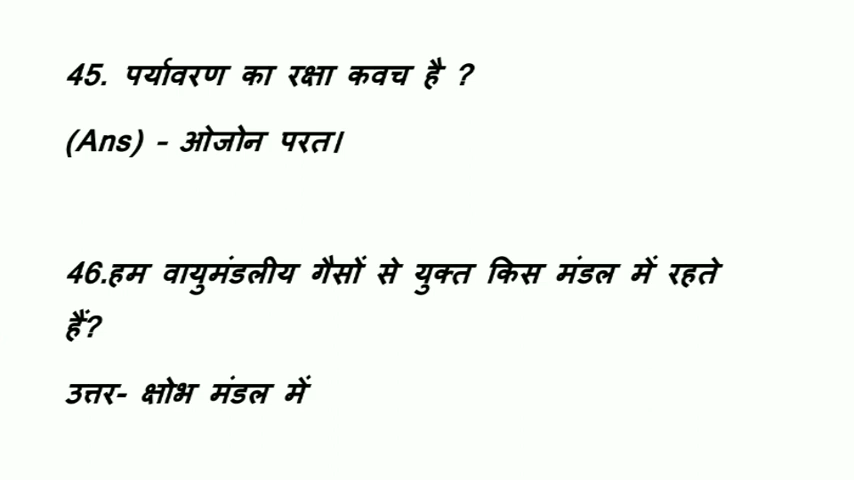 45. पर्यावरण का रक्षा कवच है ?
(Ans) - ओजोन परत।
46.हम वायुमंडलीय गैसों से युक्त किस मंडल में रहते
हैं?
उत्तर- क्षोभ मंडल में